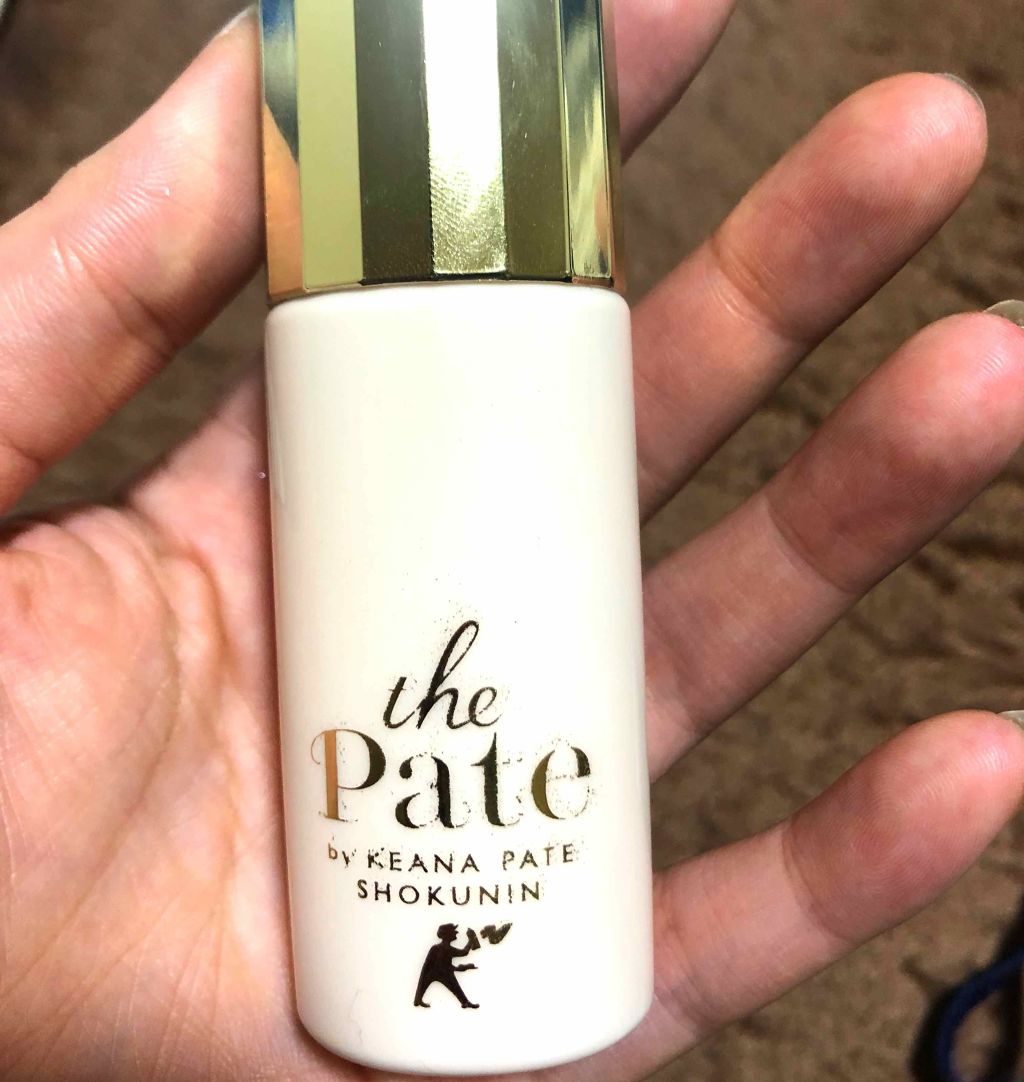 the
Pate
by KEANA PATE
SHOKUNIN